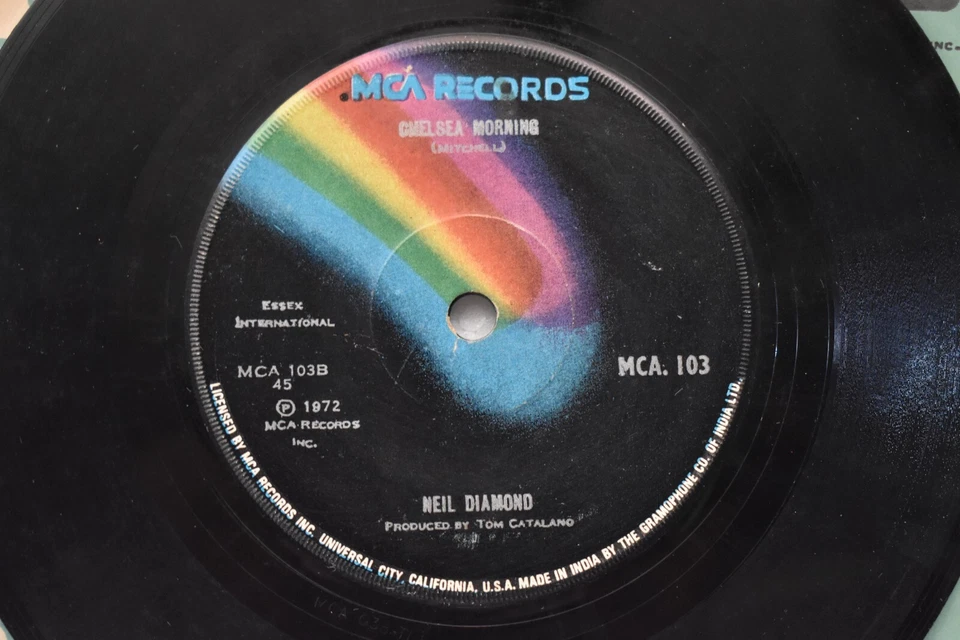 INC.
MCA RECORDS
CHELSEA MORNING
(MITCHELL)
ESSEX
INTERNATIONAL
MCA 103B
45
Ⓟ 1972
MCA RECORDS
INC.
MCA. 103
NEIL DIAMOND
PRODUCED BY TOM CATALANO
LICENSED BY MCA RECORDS INC. UNIVERSAL CITY, CALIFORNIA, U.S.A. MADE IN INDIA BY THE GRAMOPHONE CO. OF INDIA LTD.